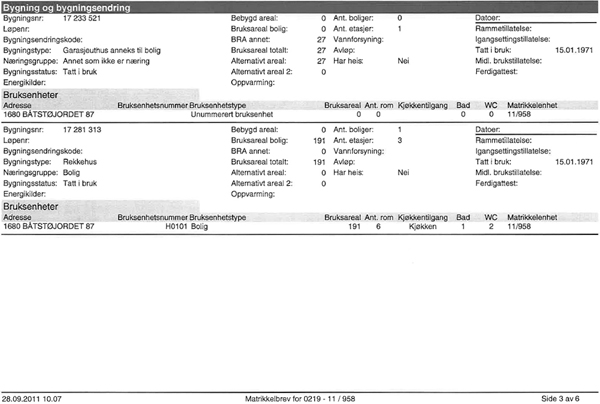 Bygning og bygningsendring
Bygningsnr: 17 233 521 Bebygd areal: 0 Ant. boliger: 0 Datoer:
Løpenr: Bruksareal bolig: 0 Ant. etasjer: 1 Rammetillatelse:
Bygningsendringskode: BRA annet: 27 Vannforsyning: Igangsettingstillatelse:
Bygningstype: Garasjeuthus anneks til bolig Bruksareal totalt: 27 Avløp: Tatt i bruk: 15.01.1971
Næringsgruppe: Annet som ikke er næring Alternativt areal: 27 Har heis: Nei Midl. brukstillatelse:
Bygningsstatus: Tatt i bruk Alternativt areal 2: 0 Ferdigattest:
Energikilder: Oppvarming:
Bruksenheter
Adresse Bruksenhetsnummer Bruksenhetstype Bruksareal Ant. rom Kjøkkentilgang Bad WC Matrikkelenhet
1680 BÅTSTØJORDET 87 Unummerert bruksenhet 0 0 0 0 11/958
Bygningsnr: 17 281 313 Bebygd areal: 0 Ant. boliger: 1 Datoer:
Løpenr: Bruksareal bolig: 191 Ant. etasjer: 3 Rammetillatelse:
Bygningsendringskode: BRA annet: 0 Vannforsyning: Igangsettingstillatelse:
Bygningstype: Rekkehus Bruksareal totalt: 191 Avløp: Tatt i bruk: 15.01.1971
Næringsgruppe: Bolig Alternativt areal: 0 Har heis: Nei Midl. brukstillatelse:
Bygningsstatus: Tatt i bruk Alternativt areal 2: 0 Ferdigattest:
Energikilder: Oppvarming:
Bruksenheter
Adresse Bruksenhetsnummer Bruksenhetstype Bruksareal Ant. rom Kjøkkentilgang Bad WC Matrikkelenhet
1680 BÅTSTØJORDET 87 H0101 Bolig 191 6 Kjøkken 1 2 11/958
28.09.2011 10.07 Matrikkelbrev for 0219 - 11 / 958 Side 3 av 6